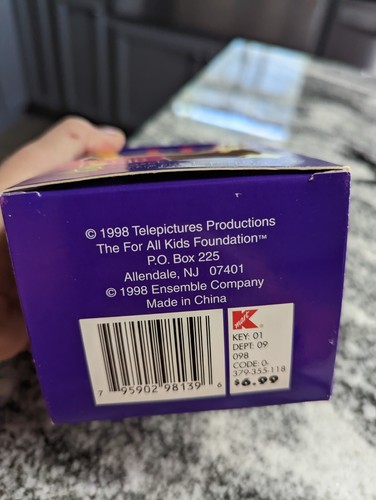 © 1998 Telepictures Productions
The For All Kids Foundation™
P.O. Box 225
Allendale, NJ 07401
© 1998 Ensemble Company
Made in China
7 95902 98139 6
K mart
KEY: 01
DEPT: 09
098
CODE: 0-
379-355-118
$6.99